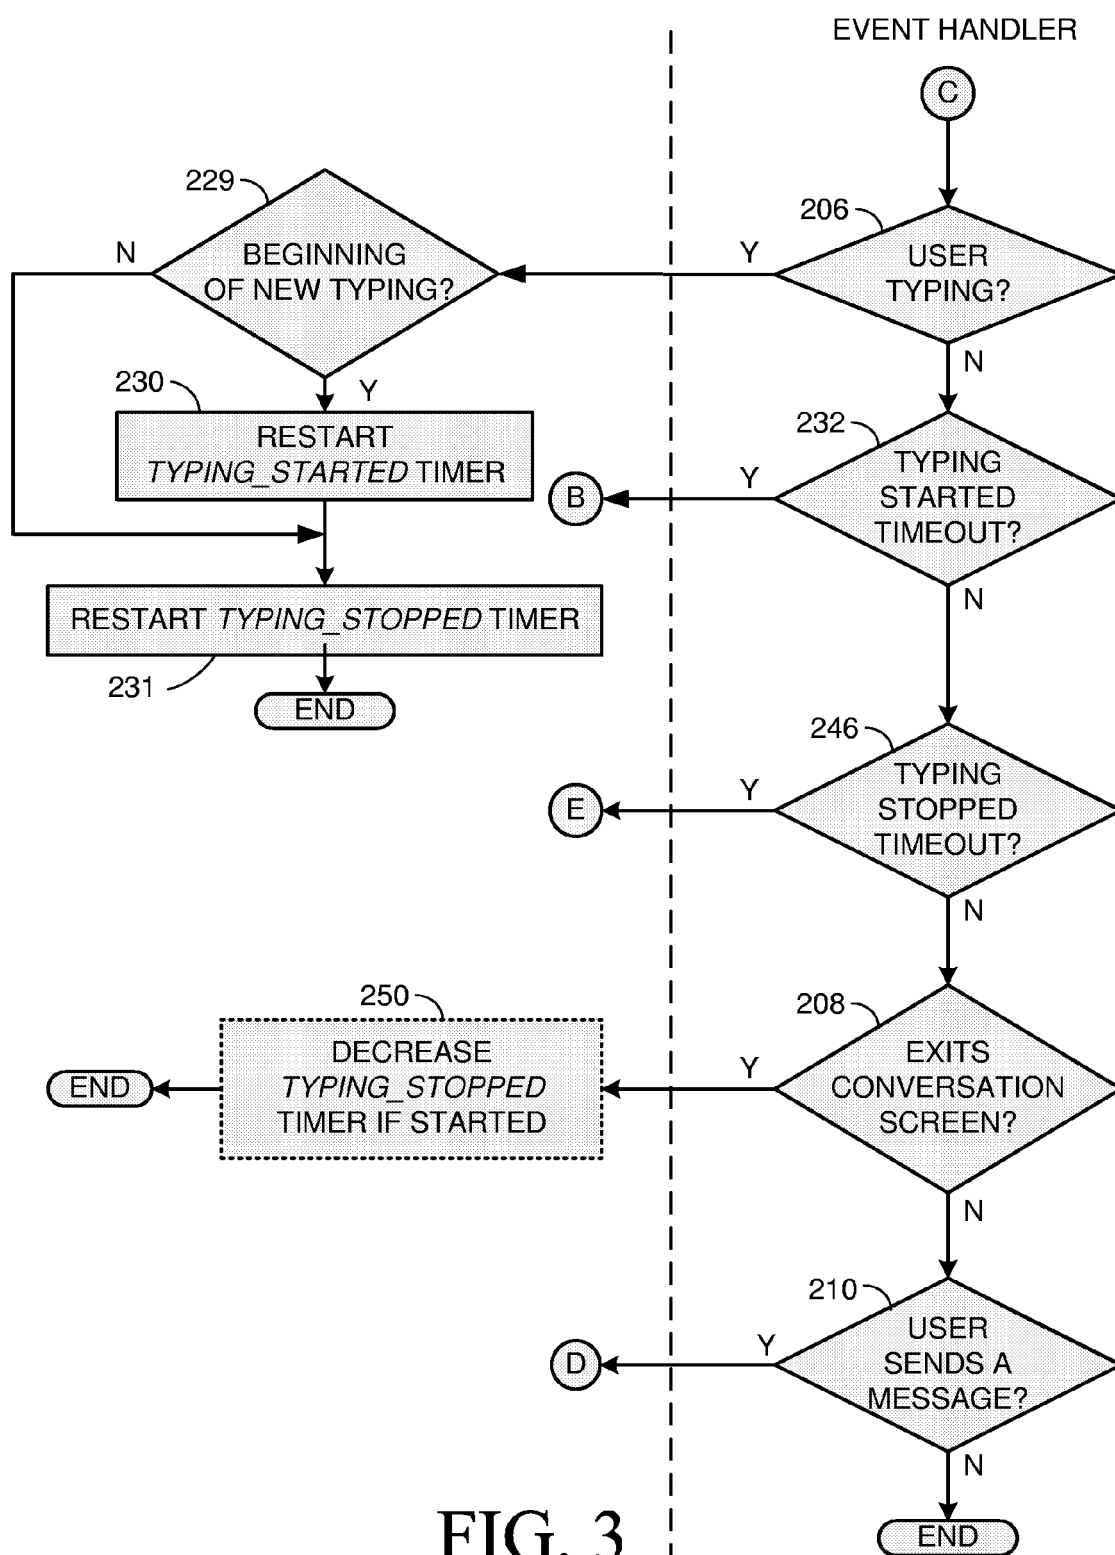 EVENT HANDLER
C
229
206
N
BEGINNING
OF NEW TYPING?
Y
USER
TYPING?
N
230
Y
232
RESTART
TYPING_STARTED TIMER
B
Y
TYPING
STARTED
TIMEOUT?
N
RESTART TYPING_STOPPED TIMER
231
END
246
E
Y
TYPING
STOPPED
TIMEOUT?
N
250
208
END
DECREASE
TYPING_STOPPED
TIMER IF STARTED
Y
EXITS
CONVERSATION
SCREEN?
N
210
D
Y
USER
SENDS A
MESSAGE?
N
FIG. 3
END